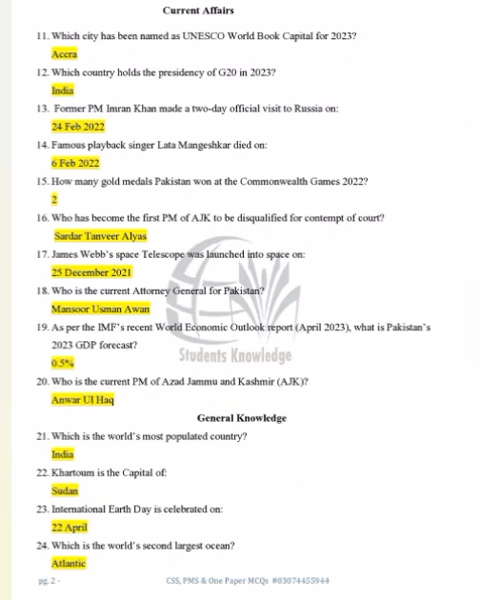 Current Affairs
11. Which city has been named as UNESCO World Book Capital for 2023?
Accra
12. Which country holds the presidency of G20 in 2023?
India
13. Former PM Imran Khan made a two-day official visit to Russia on:
24 Feb 2022
14. Famous playback singer Lata Mangeshkar died on:
6 Feb 2022
15. How many gold medals Pakistan won at the Commonwealth Games 2022?
2
16. Who has become the first PM of AJK to be disqualified for contempt of court?
Sardar Tanveer Alyas
17. James Webb's space Telescope was launched into space on:
25 December 2021
18. Who is the current Attorney General for Pakistan?
Mansoor Usman Awan
19. As per the IMF's recent World Economic Outlook report (April 2023), what is Pakistan's
2023 GDP forecast?
0.5%
Students Knowledge
20. Who is the current PM of Azad Jammu and Kashmir (AJK)?
Anwar Ul Haq
General Knowledge
21. Which is the world's most populated country?
India
22. Khartoum is the Capital of:
Sudan
23. International Earth Day is celebrated on:
22 April
24. Which is the world's second largest ocean?
Atlantic
pg. 2 - CSS, PMS & One Paper MCQs #03074455944